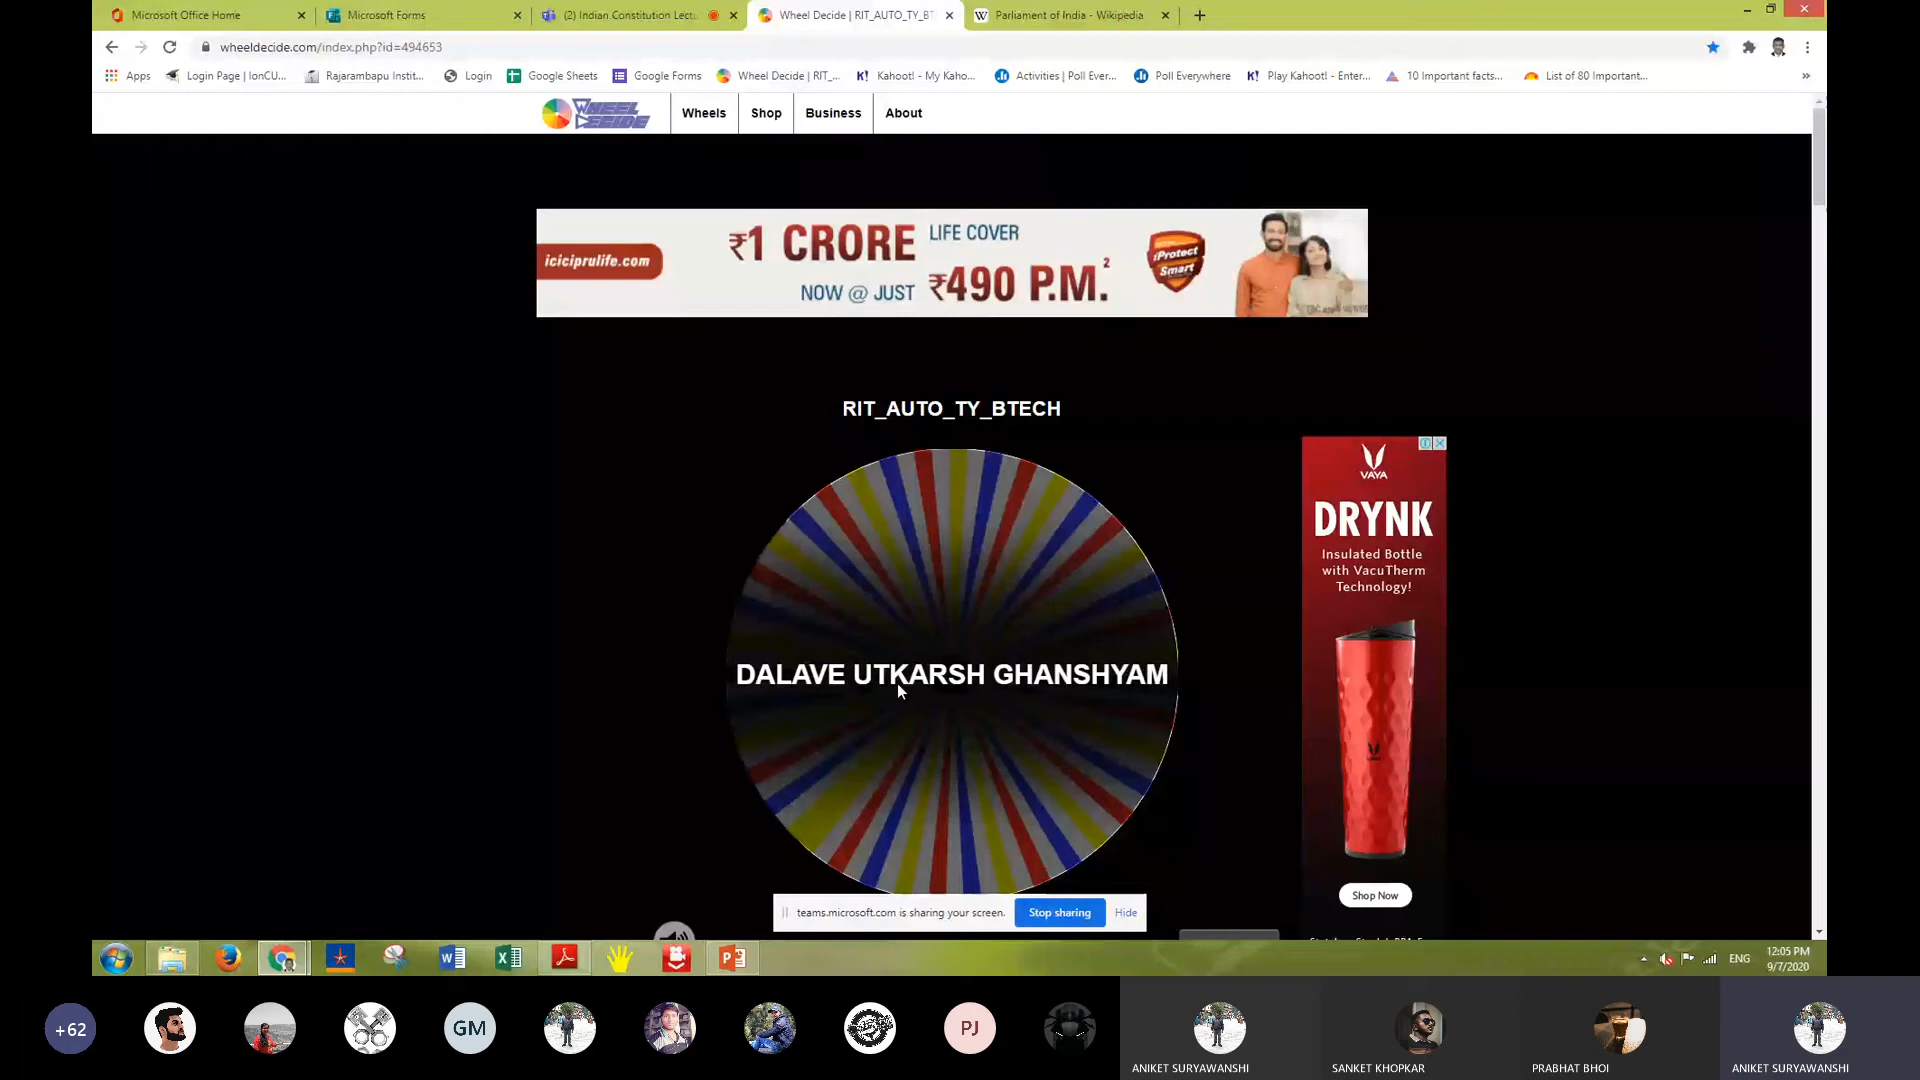 Microsoft Office Home
Microsoft Forms
(2) Indian Constitution Lectu
Wheel Decide | RIT_AUTO_TY_BT
Parliament of India - Wikipedia
wheeldecide.com/index.php?id=494653
Apps
Login Page | IonCU...
Rajarambapu Instit...
Login
Google Sheets
Google Forms
Wheel Decide | RIT_...
Kahoot! - My Kaho...
Activities | Poll Ever...
Poll Everywhere
Play Kahoot! - Enter...
10 Important facts...
List of 80 Important...
WHEEL DECIDE
Wheels
Shop
Business
About
iciciprulife.com
₹1 CRORE LIFE COVER
NOW @ JUST ₹490 P.M.²
iProtect
Smart
RIT_AUTO_TY_BTECH
DALAVE UTKARSH GHANSHYAM
VAYA
DRYNK
Insulated Bottle
with VacuTherm
Technology!
Shop Now
teams.microsoft.com is sharing your screen.
Stop sharing
Hide
ENG
12:05 PM
9/7/2020
+62
GM
PJ
ANIKET SURYAWANSHI
SANKET KHOPKAR
PRABHAT BHOI
ANIKET SURYAWANSHI